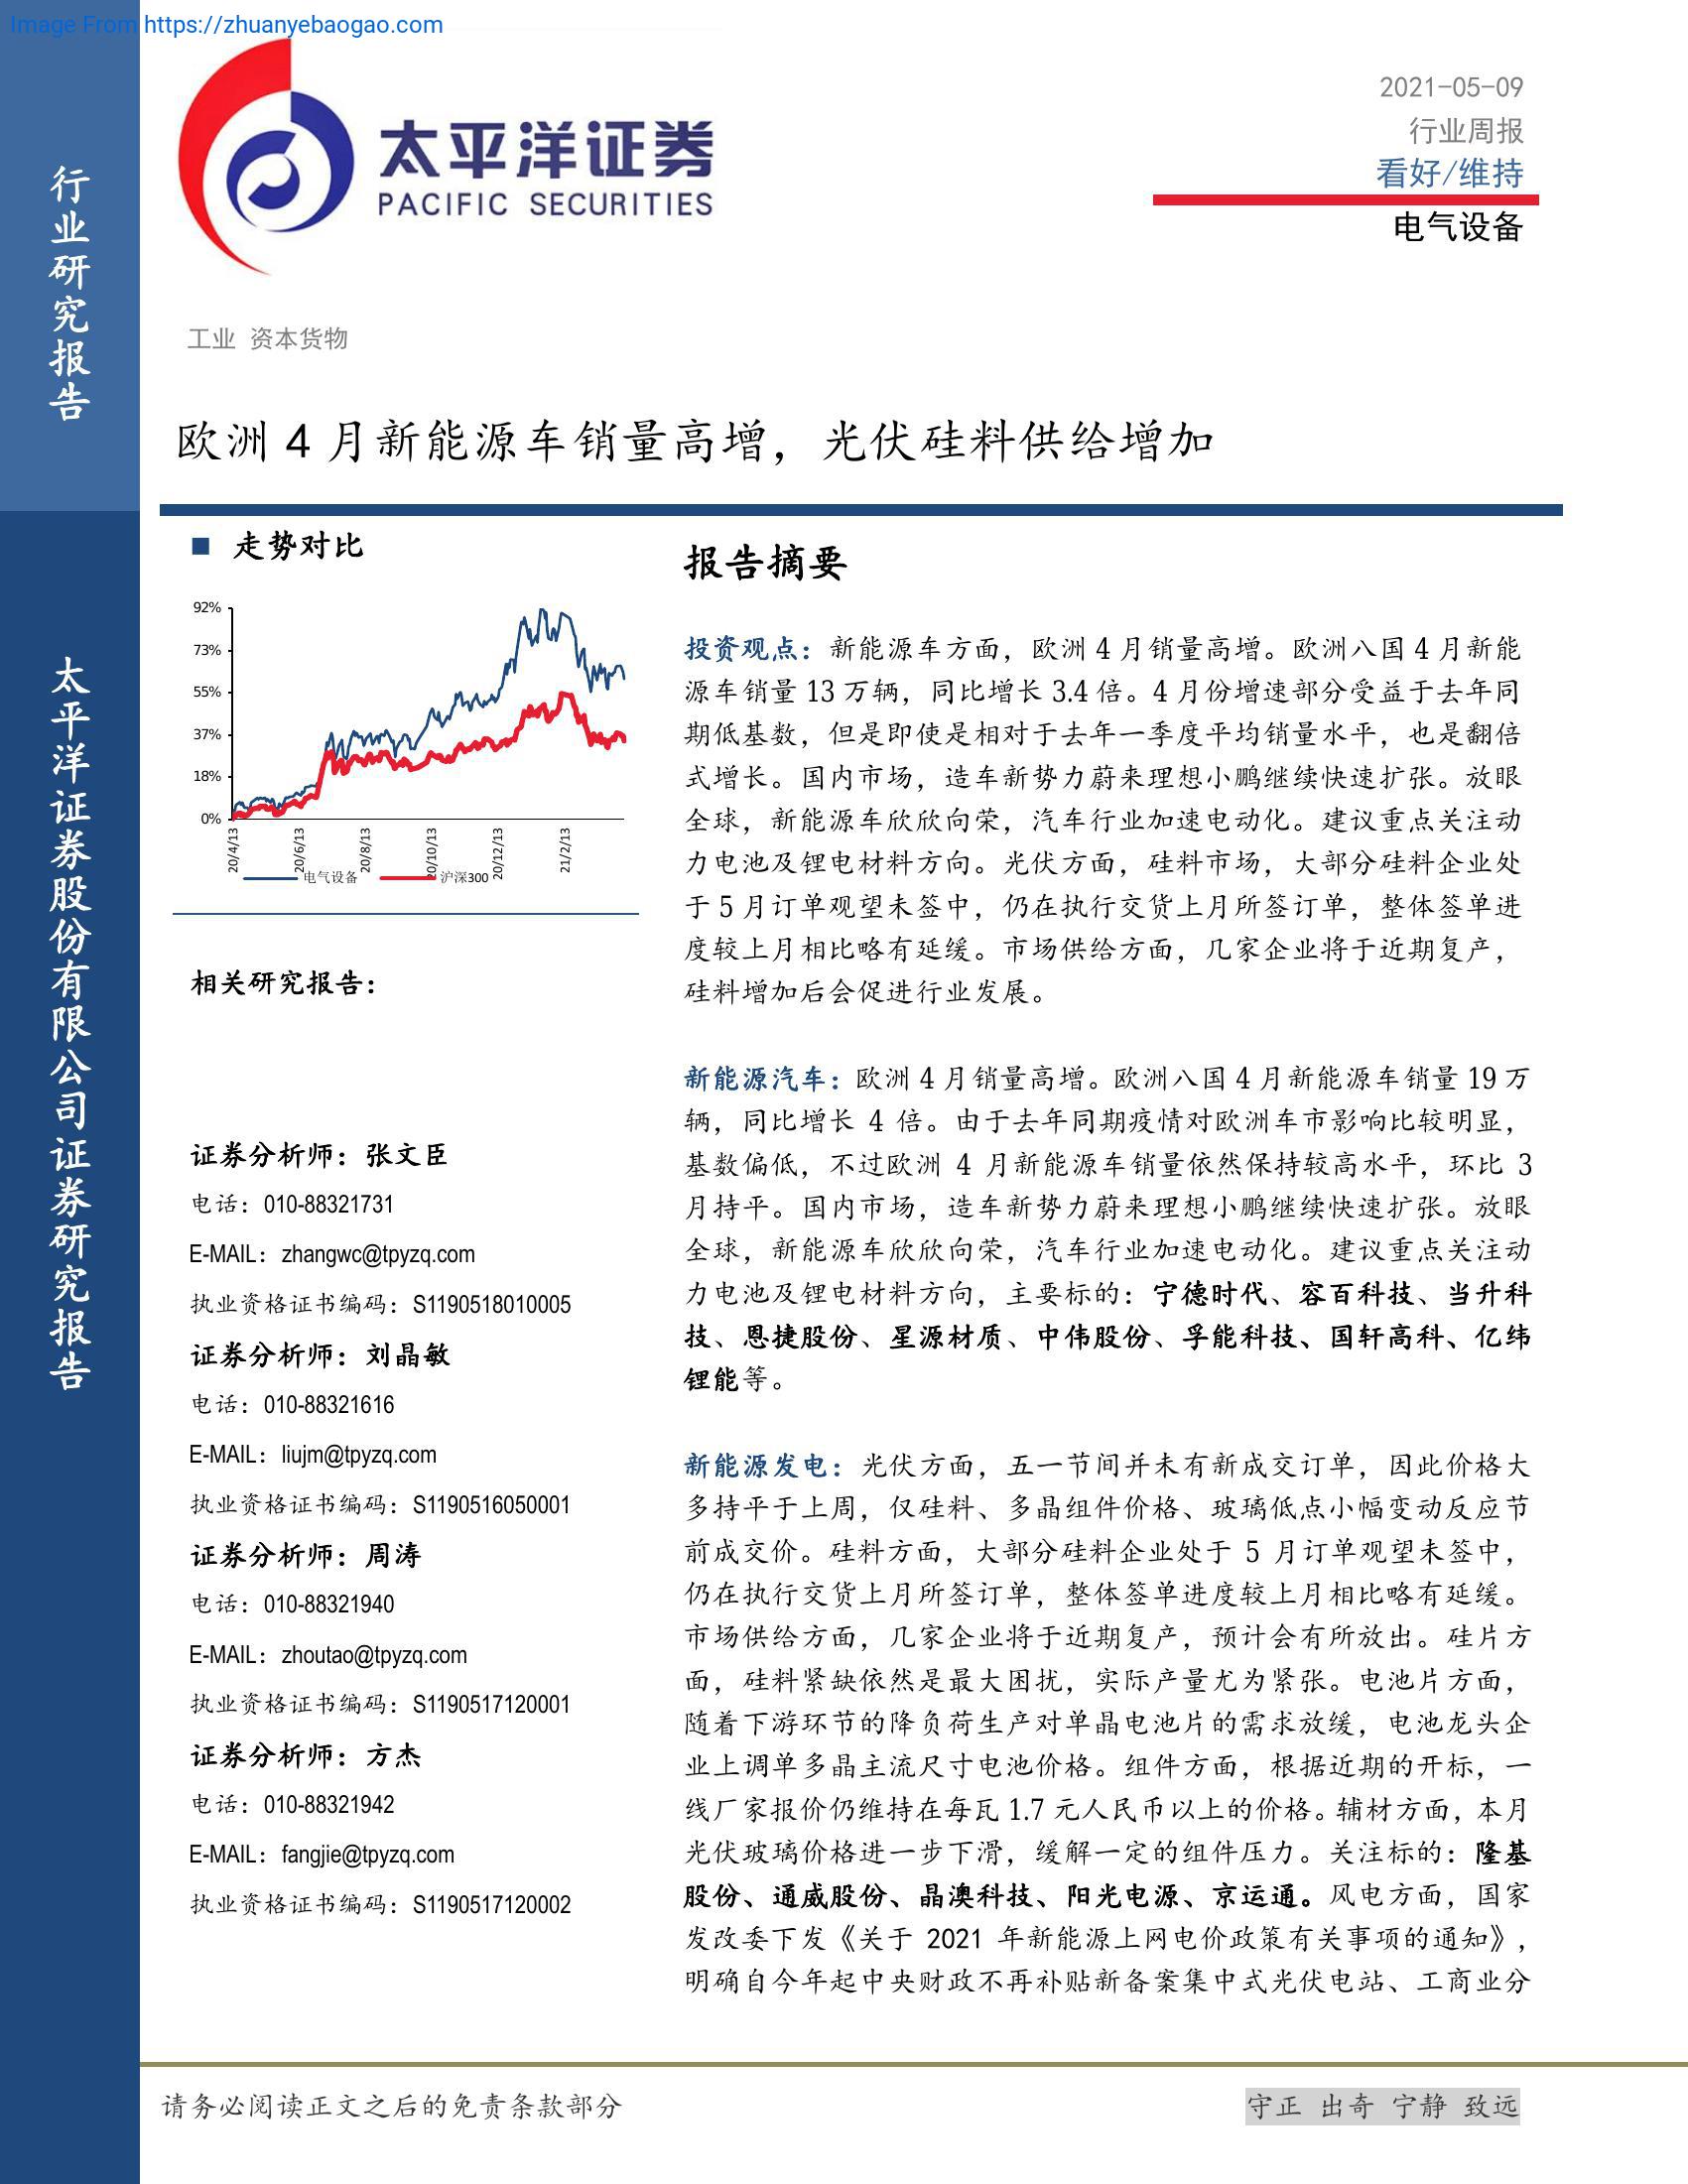 Image From https://zhuanyebaogao.com
行业研究报告
太平洋证券股份有限公司证券研究报告
太平洋证券
PACIFIC SECURITIES
2021-05-09
行业周报
看好/维持
电气设备
工业 资本货物
欧洲 4 月新能源车销量高增，光伏硅料供给增加
■ 走势对比
92%
73%
55%
37%
18%
0%
20/4/13
20/6/13
20/8/13
20/10/13
20/12/13
21/2/13
电气设备
沪深300
相关研究报告：
证券分析师：张文臣
电话：010-88321731
E-MAIL：zhangwc@tpyzq.com
执业资格证书编码：S1190518010005
证券分析师：刘晶敏
电话：010-88321616
E-MAIL：liujm@tpyzq.com
执业资格证书编码：S1190516050001
证券分析师：周涛
电话：010-88321940
E-MAIL：zhoutao@tpyzq.com
执业资格证书编码：S1190517120001
证券分析师：方杰
电话：010-88321942
E-MAIL：fangjie@tpyzq.com
执业资格证书编码：S1190517120002
报告摘要
投资观点：新能源车方面，欧洲 4 月销量高增。欧洲八国 4 月新能
源车销量 13 万辆，同比增长 3.4 倍。4 月份增速部分受益于去年同
期低基数，但是即使是相对于去年一季度平均销量水平，也是翻倍
式增长。国内市场，造车新势力蔚来理想小鹏继续快速扩张。放眼
全球，新能源车欣欣向荣，汽车行业加速电动化。建议重点关注动
力电池及锂电材料方向。光伏方面，硅料市场，大部分硅料企业处
于 5 月订单观望未签中，仍在执行交货上月所签订单，整体签单进
度较上月相比略有延缓。市场供给方面，几家企业将于近期复产，
硅料增加后会促进行业发展。
新能源汽车：欧洲 4 月销量高增。欧洲八国 4 月新能源车销量 19 万
辆，同比增长 4 倍。由于去年同期疫情对欧洲车市影响比较明显，
基数偏低，不过欧洲 4 月新能源车销量依然保持较高水平，环比 3
月持平。国内市场，造车新势力蔚来理想小鹏继续快速扩张。放眼
全球，新能源车欣欣向荣，汽车行业加速电动化。建议重点关注动
力电池及锂电材料方向，主要标的：宁德时代、容百科技、当升科
技、恩捷股份、星源材质、中伟股份、孚能科技、国轩高科、亿纬
锂能等。
新能源发电：光伏方面，五一节间并未有新成交订单，因此价格大
多持平于上周，仅硅料、多晶组件价格、玻璃低点小幅变动反应节
前成交价。硅料方面，大部分硅料企业处于 5 月订单观望未签中，
仍在执行交货上月所签订单，整体签单进度较上月相比略有延缓。
市场供给方面，几家企业将于近期复产，预计会有所放出。硅片方
面，硅料紧缺依然是最大困扰，实际产量尤为紧张。电池片方面，
随着下游环节的降负荷生产对单晶电池片的需求放缓，电池龙头企
业上调单多晶主流尺寸电池价格。组件方面，根据近期的开标，一
线厂家报价仍维持在每瓦 1.7 元人民币以上的价格。辅材方面，本月
光伏玻璃价格进一步下滑，缓解一定的组件压力。关注标的：隆基
股份、通威股份、晶澳科技、阳光电源、京运通。风电方面，国家
发改委下发《关于 2021 年新能源上网电价政策有关事项的通知》，
明确自今年起中央财政不再补贴新备案集中式光伏电站、工商业分
请务必阅读正文之后的免责条款部分
守正 出奇 宁静 致远